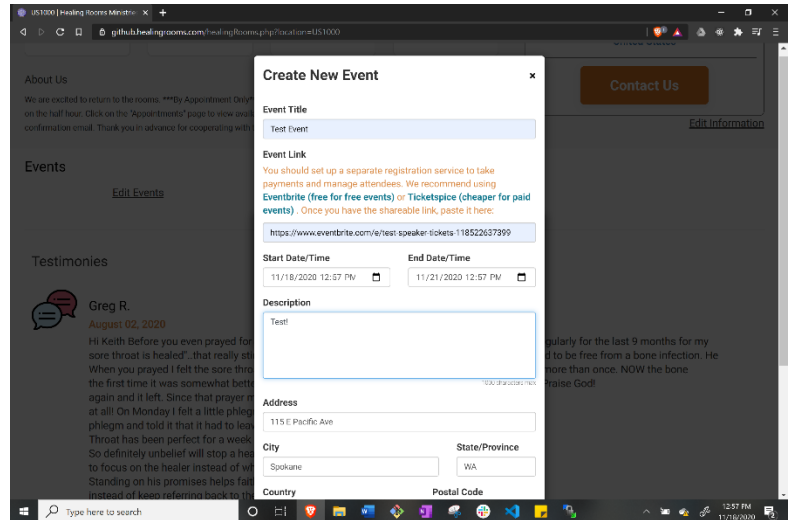 US1000 | Healing Rooms Ministrie
github.healingrooms.com/healingRooms.php?location=US1000
United States
Contact Us
Edit Information
About Us
We are excited to return to the rooms. ***By Appointment Only*
on the half hour. Click on the "Appointments" page to view avail
confirmation email. Thank you in advance for cooperating with
Events
Edit Events
Create New Event
Event Title
Test Event
Event Link
You should set up a separate registration service to take
payments and manage attendees. We recommend using
Eventbrite (free for free events) or Ticketspice (cheaper for paid
events) . Once you have the shareable link, paste it here:
https://www.eventbrite.com/e/test-speaker-tickets-118522637399
Start Date/Time End Date/Time
11/18/2020 12:57 PM 11/21/2020 12:57 PM
Description
Test!
1000 characters max
Address
115 E Pacific Ave
City State/Province
Spokane WA
Country Postal Code
Testimonies
Greg R.
August 02, 2020
Hi Keith Before you even prayed for gularly for the last 9 months for my
sore throat is healed"..that really sti d to be free from a bone infection. He
When you prayed I felt the sore thro more than once. NOW the bone
the first time it was somewhat bett Praise God!
again and it left. Since that prayer m
at all! On Monday I felt a little phleg
phlegm and told it that it had to leav
Throat has been perfect for a week
So definitely unbelief will stop a hea
to focus on the healer instead of wh
Standing on his promises helps fait
instead of keep referring back to th
Type here to search
12:57 PM
11/18/2020